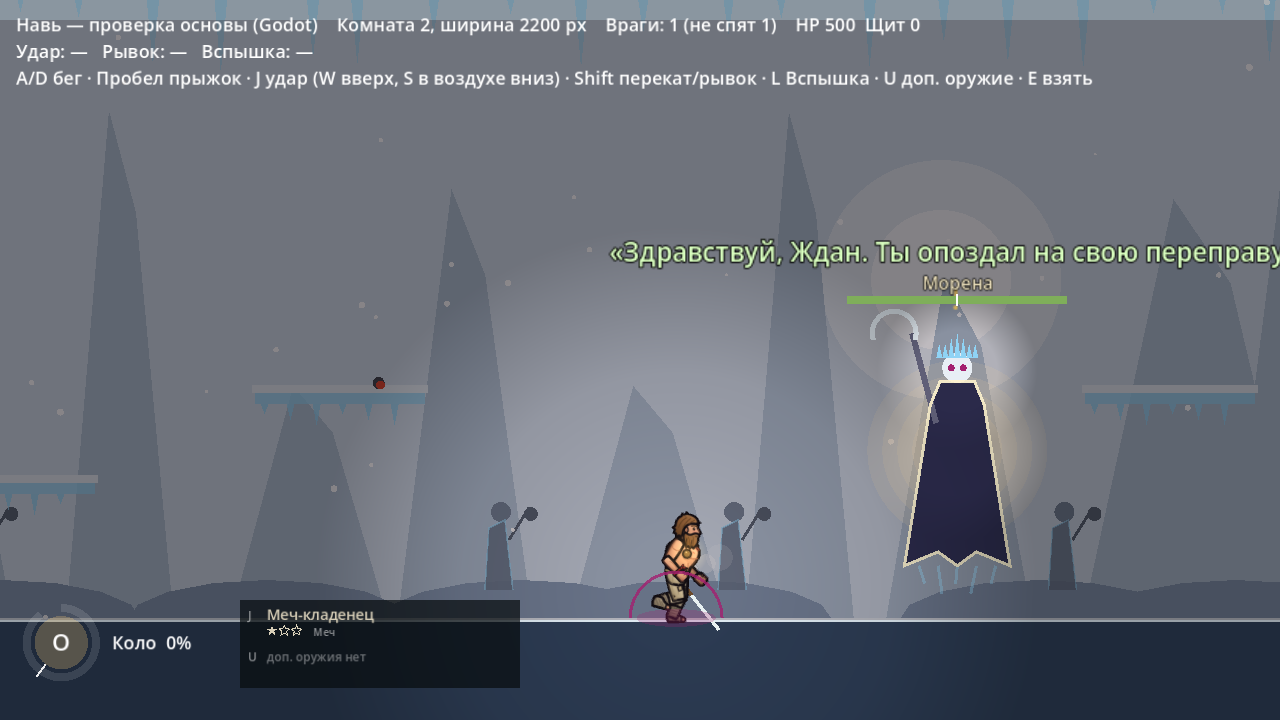 Навь — проверка основы (Godot) Комната 2, ширина 2200 px Враги: 1 (не спят 1) HP 500 Щит 0
Удар: — Рывок: — Вспышка: —
A/D бег · Пробел прыжок · J удар (W вверх, S в воздухе вниз) · Shift перекат/рывок · L Вспышка · U доп. оружие · E взять
«Здравствуй, Ждан. Ты опоздал на свою переправу
Морена
J Меч-кладенец
★☆☆ Меч
U доп. оружия нет
О Коло 0%